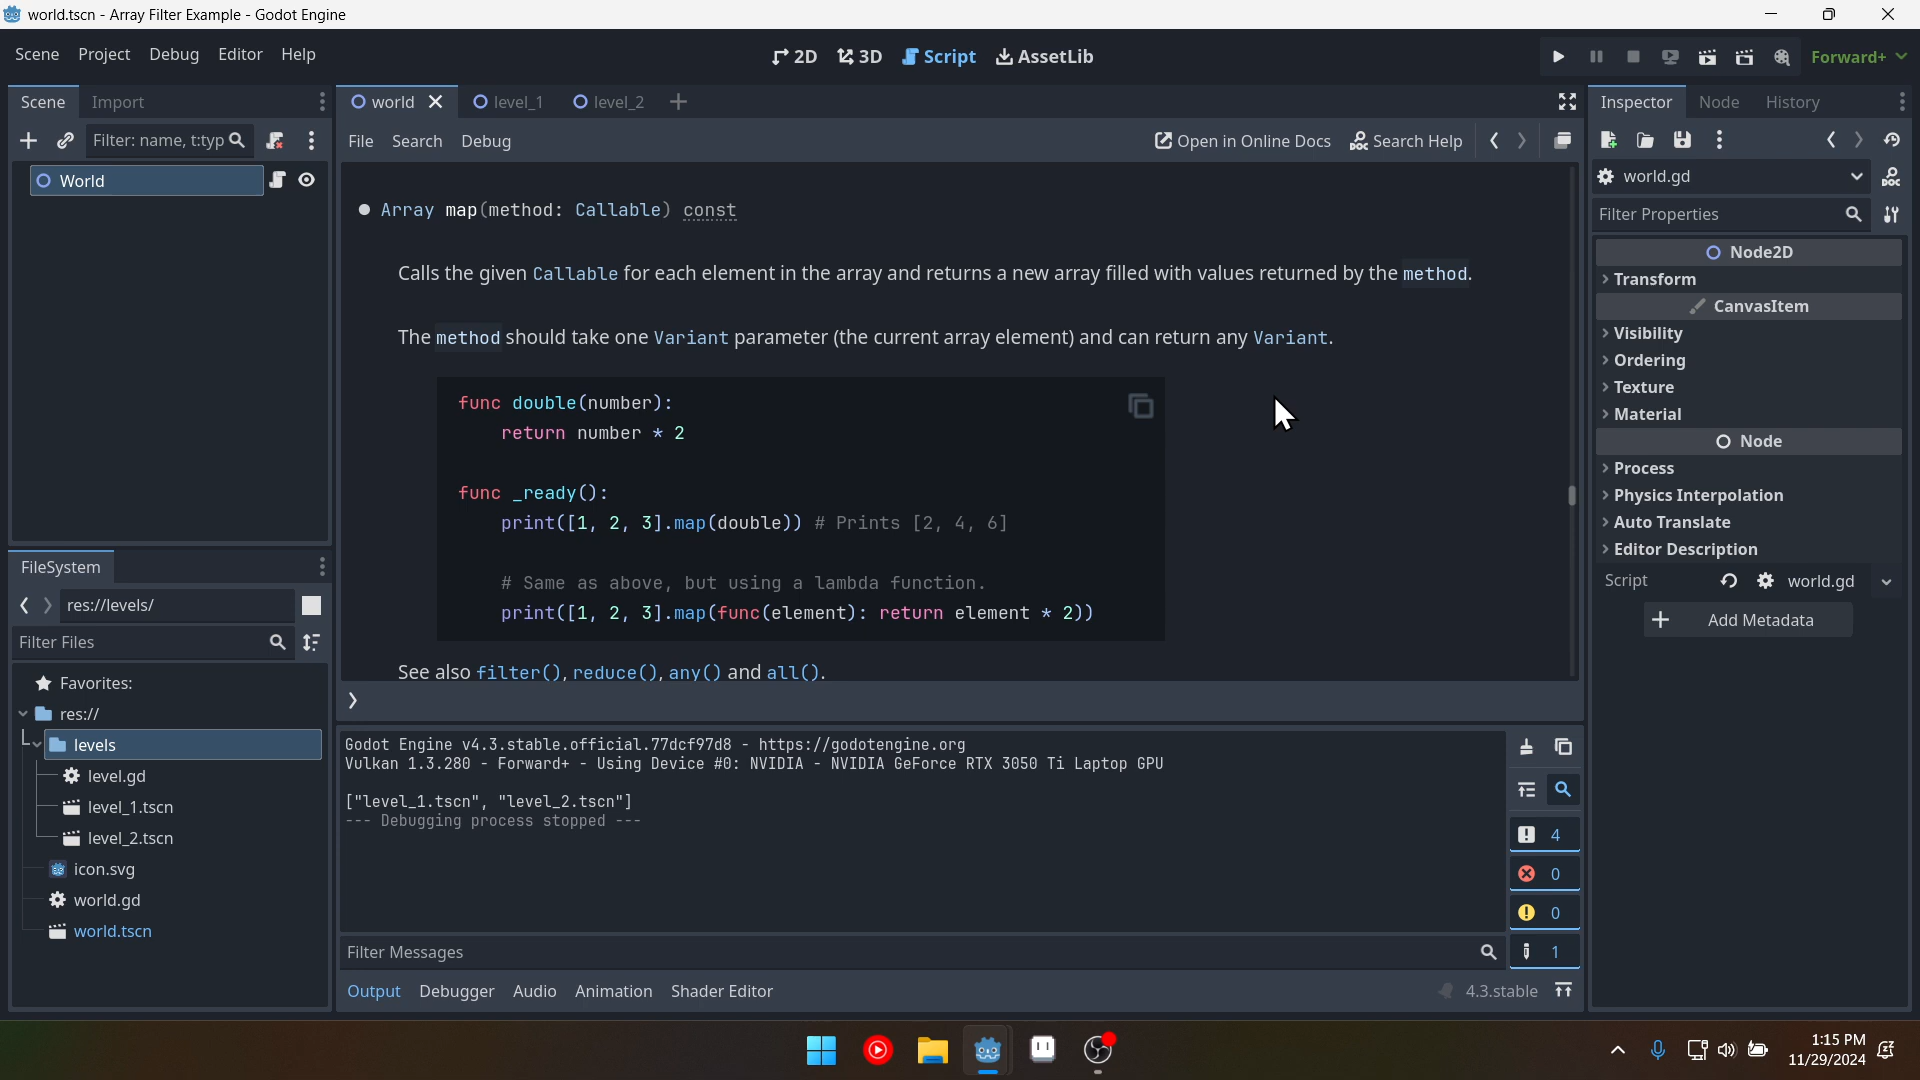 world.tscn - Array Filter Example - Godot Engine
Scene Project Debug Editor Help
2D 3D Script AssetLib
Forward+
Scene Import
world level_1 level_2
Inspector Node History
Filter: name, t:typ
File Search Debug
Open in Online Docs Search Help
World
world.gd
Filter Properties
Array map(method: Callable) const
Calls the given Callable for each element in the array and returns a new array filled with values returned by the method.
The method should take one Variant parameter (the current array element) and can return any Variant.
func double(number):
return number * 2
func _ready():
print([1, 2, 3].map(double)) # Prints [2, 4, 6]
# Same as above, but using a lambda function.
print([1, 2, 3].map(func(element): return element * 2))
See also filter(), reduce(), any() and all().
Node2D
Transform
CanvasItem
Visibility
Ordering
Texture
Material
Node
Process
Physics Interpolation
Auto Translate
Editor Description
Script world.gd
Add Metadata
FileSystem
res://levels/
Filter Files
Favorites:
res://
levels
level.gd
level_1.tscn
level_2.tscn
icon.svg
world.gd
world.tscn
Godot Engine v4.3.stable.official.77dcf97d8 - https://godotengine.org
Vulkan 1.3.280 - Forward+ - Using Device #0: NVIDIA - NVIDIA GeForce RTX 3050 Ti Laptop GPU
["level_1.tscn", "level_2.tscn"]
--- Debugging process stopped ---
4
0
0
1
Filter Messages
Output Debugger Audio Animation Shader Editor
4.3.stable
1:15 PM
11/29/2024